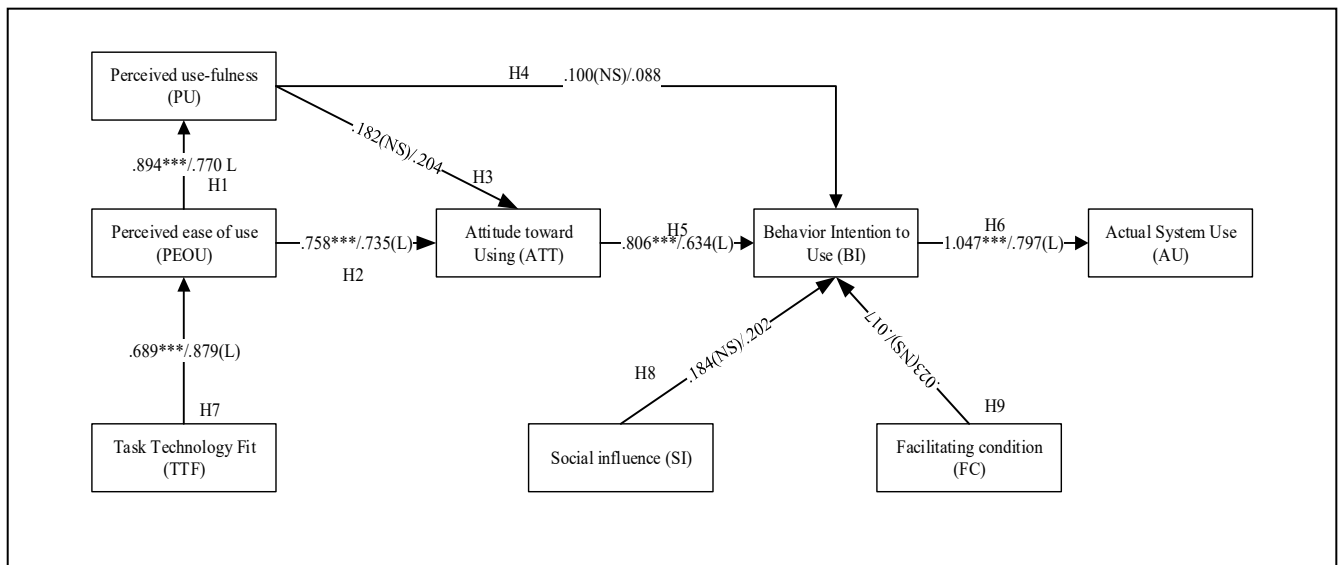 Perceived use-fulness
(PU)
H4
.100(NS)/.088
.182(NS)/.204
H3
.894***/.770 L
H1
Perceived ease of use
(PEOU)
.758***/.735(L)
H2
Attitude toward
Using (ATT)
H5
.806***/.634(L)
Behavior Intention to
Use (BI)
H6
1.047***/.797(L)
Actual System Use
(AU)
.689***/.879(L)
H7
H8
.184(NS)/.202
.023(NS)/.017
H9
Task Technology Fit
(TTF)
Social influence (SI)
Facilitating condition
(FC)